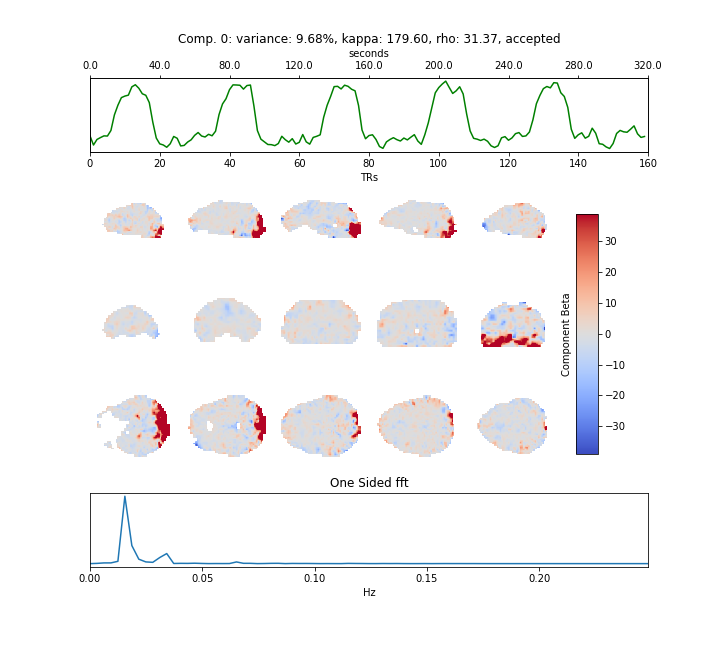 Comp. 0: variance: 9.68%, kappa: 179.60, rho: 31.37, accepted
seconds
0.0 40.0 80.0 120.0 160.0 200.0 240.0 280.0 320.0
0 20 40 60 80 100 120 140 160
TRs
30
20
10
0
−10
−20
−30
Component Beta
One Sided fft
0.00 0.05 0.10 0.15 0.20
Hz